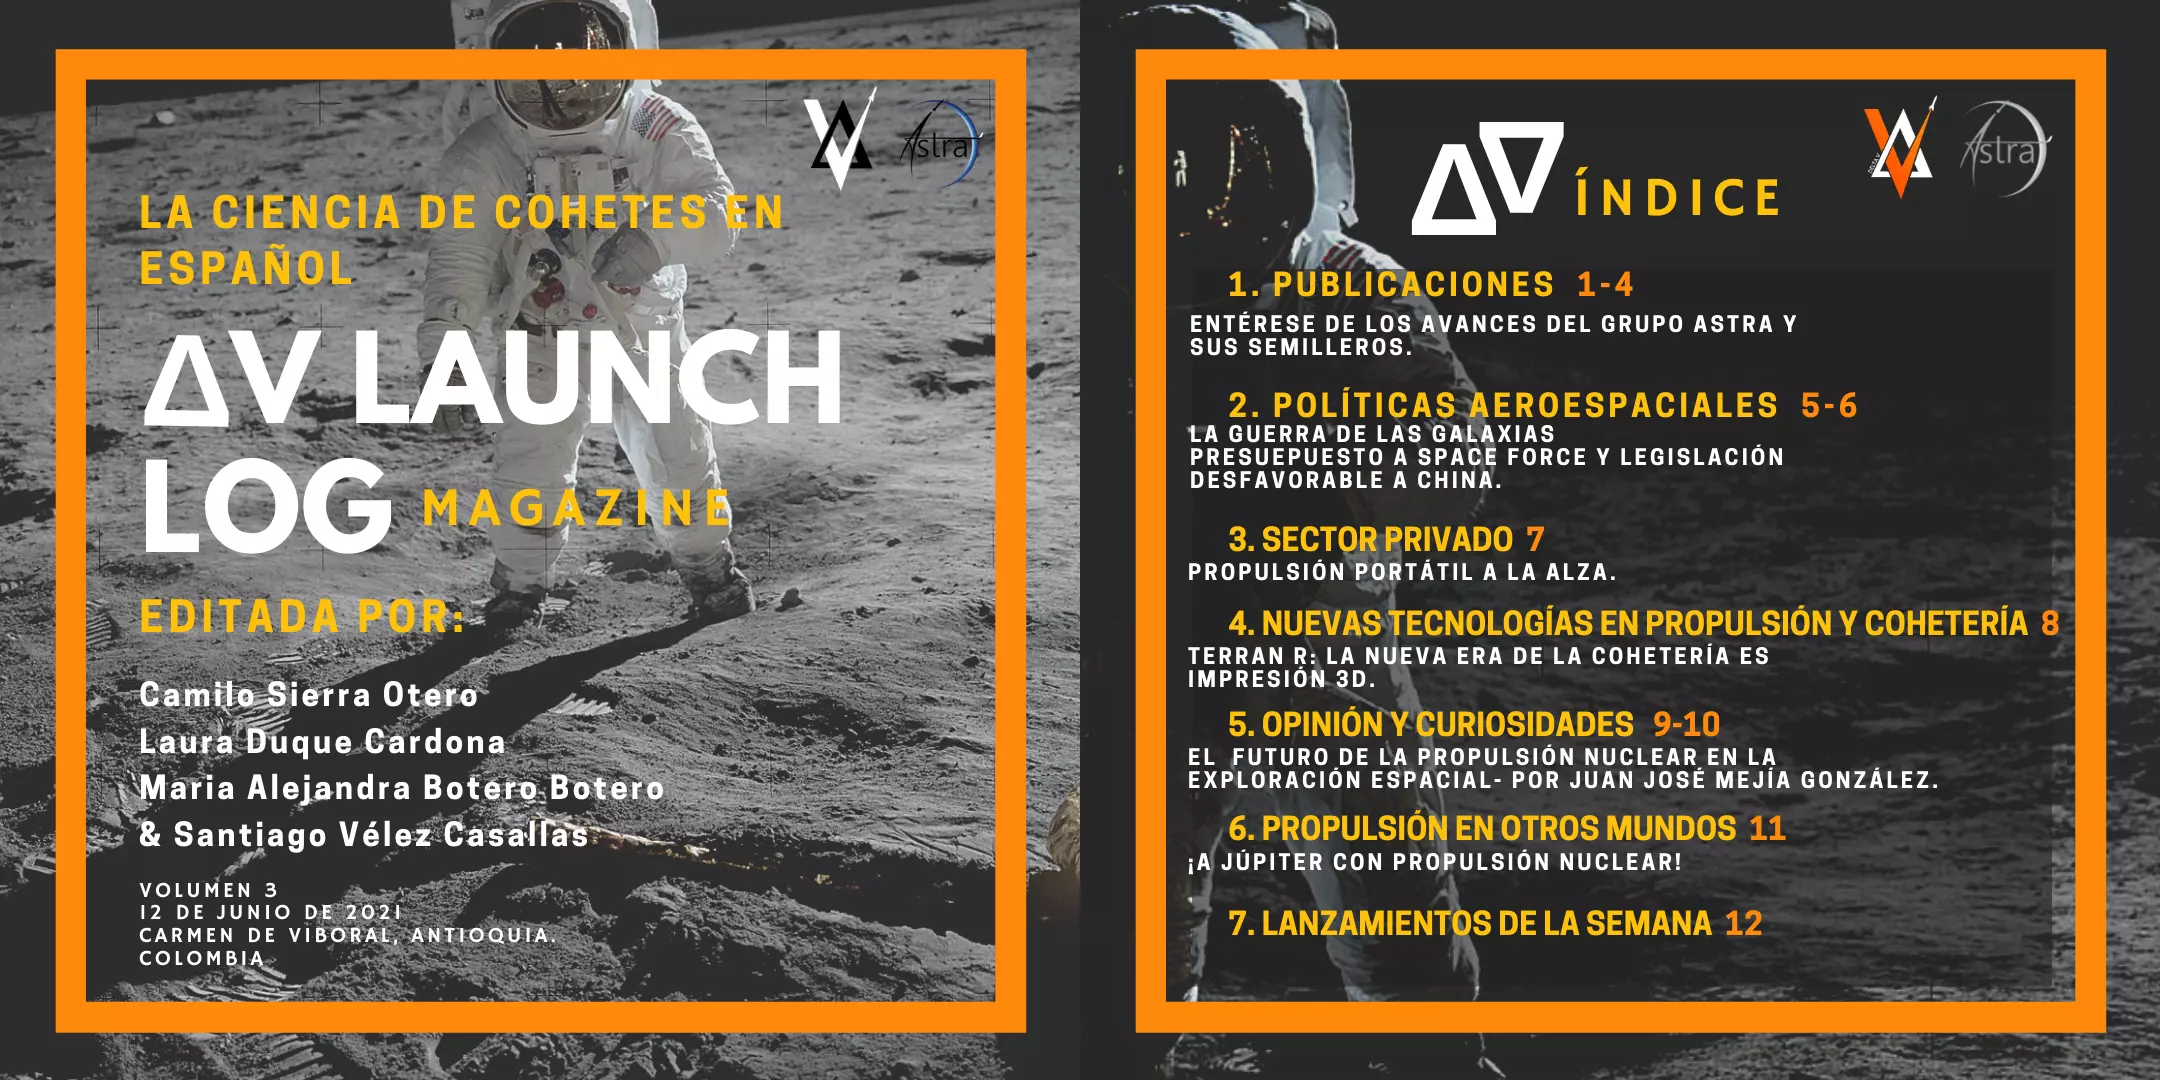 Astra
LA CIENCIA DE COHETES EN
ESPAÑOL
ΔV LAUNCH
LOG MAGAZINE
EDITADA POR:
Camilo Sierra Otero
Laura Duque Cardona
Maria Alejandra Botero Botero
& Santiago Vélez Casallas
VOLUMEN 3
12 DE JUNIO DE 2021
CARMEN DE VIBORAL, ANTIOQUIA.
COLOMBIA
Astra
ΔV ÍNDICE
1. PUBLICACIONES 1-4
ENTÉRESE DE LOS AVANCES DEL GRUPO ASTRA Y
SUS SEMILLEROS.
2. POLÍTICAS AEROESPACIALES 5-6
LA GUERRA DE LAS GALAXIAS
PRESUEPUESTO A SPACE FORCE Y LEGISLACIÓN
DESFAVORABLE A CHINA.
3. SECTOR PRIVADO 7
PROPULSIÓN PORTÁTIL A LA ALZA.
4. NUEVAS TECNOLOGÍAS EN PROPULSIÓN Y COHETERÍA 8
TERRAN R: LA NUEVA ERA DE LA COHETERÍA ES
IMPRESIÓN 3D.
5. OPINIÓN Y CURIOSIDADES 9-10
EL FUTURO DE LA PROPULSIÓN NUCLEAR EN LA
EXPLORACIÓN ESPACIAL- POR JUAN JOSÉ MEJÍA GONZÁLEZ.
6. PROPULSIÓN EN OTROS MUNDOS 11
¡A JÚPITER CON PROPULSIÓN NUCLEAR!
7. LANZAMIENTOS DE LA SEMANA 12